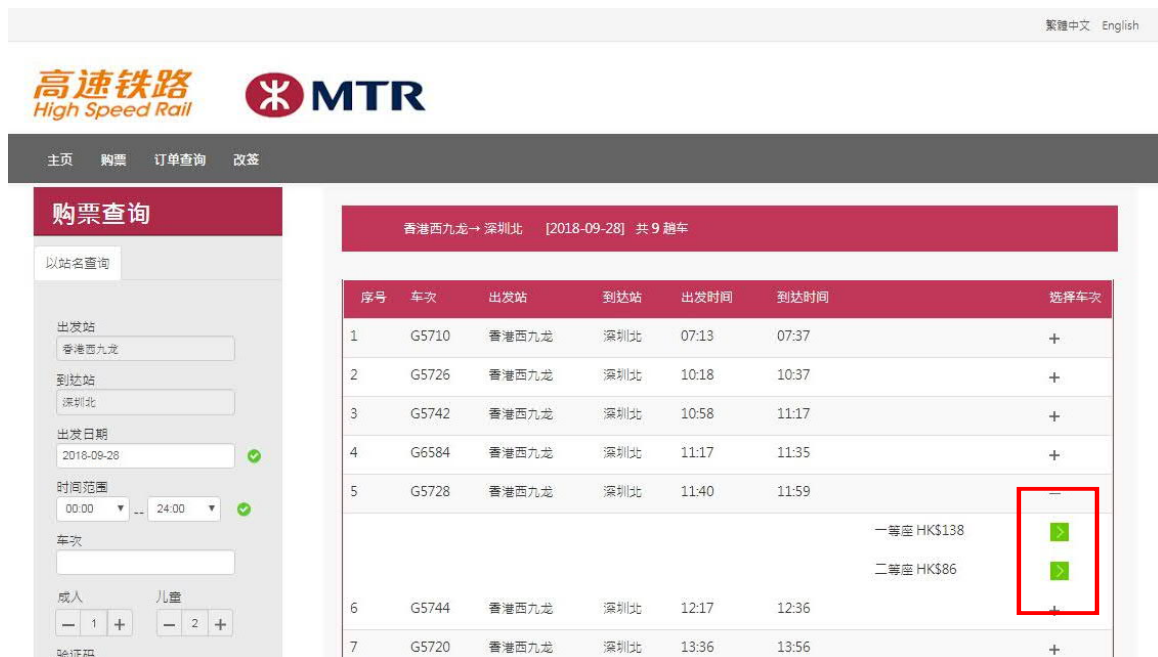 繁體中文 English
高速铁路
High Speed Rail
MTR
主页 购票 订单查询 改签
购票查询
以站名查询
出发站
香港西九龙
到达站
深圳北
出发日期
2018-09-28
时间范围
00:00 -- 24:00
车次
成人 儿童
1 2
验证码
香港西九龙→深圳北 [2018-09-28] 共 9 趟车
序号 车次 出发站 到达站 出发时间 到达时间 选择车次
1 G5710 香港西九龙 深圳北 07:13 07:37 +
2 G5726 香港西九龙 深圳北 10:18 10:37 +
3 G5742 香港西九龙 深圳北 10:58 11:17 +
4 G6584 香港西九龙 深圳北 11:17 11:35 +
5 G5728 香港西九龙 深圳北 11:40 11:59 –
一等座 HK$138
二等座 HK$86
6 G5744 香港西九龙 深圳北 12:17 12:36 +
7 G5720 香港西九龙 深圳北 13:36 13:56 +